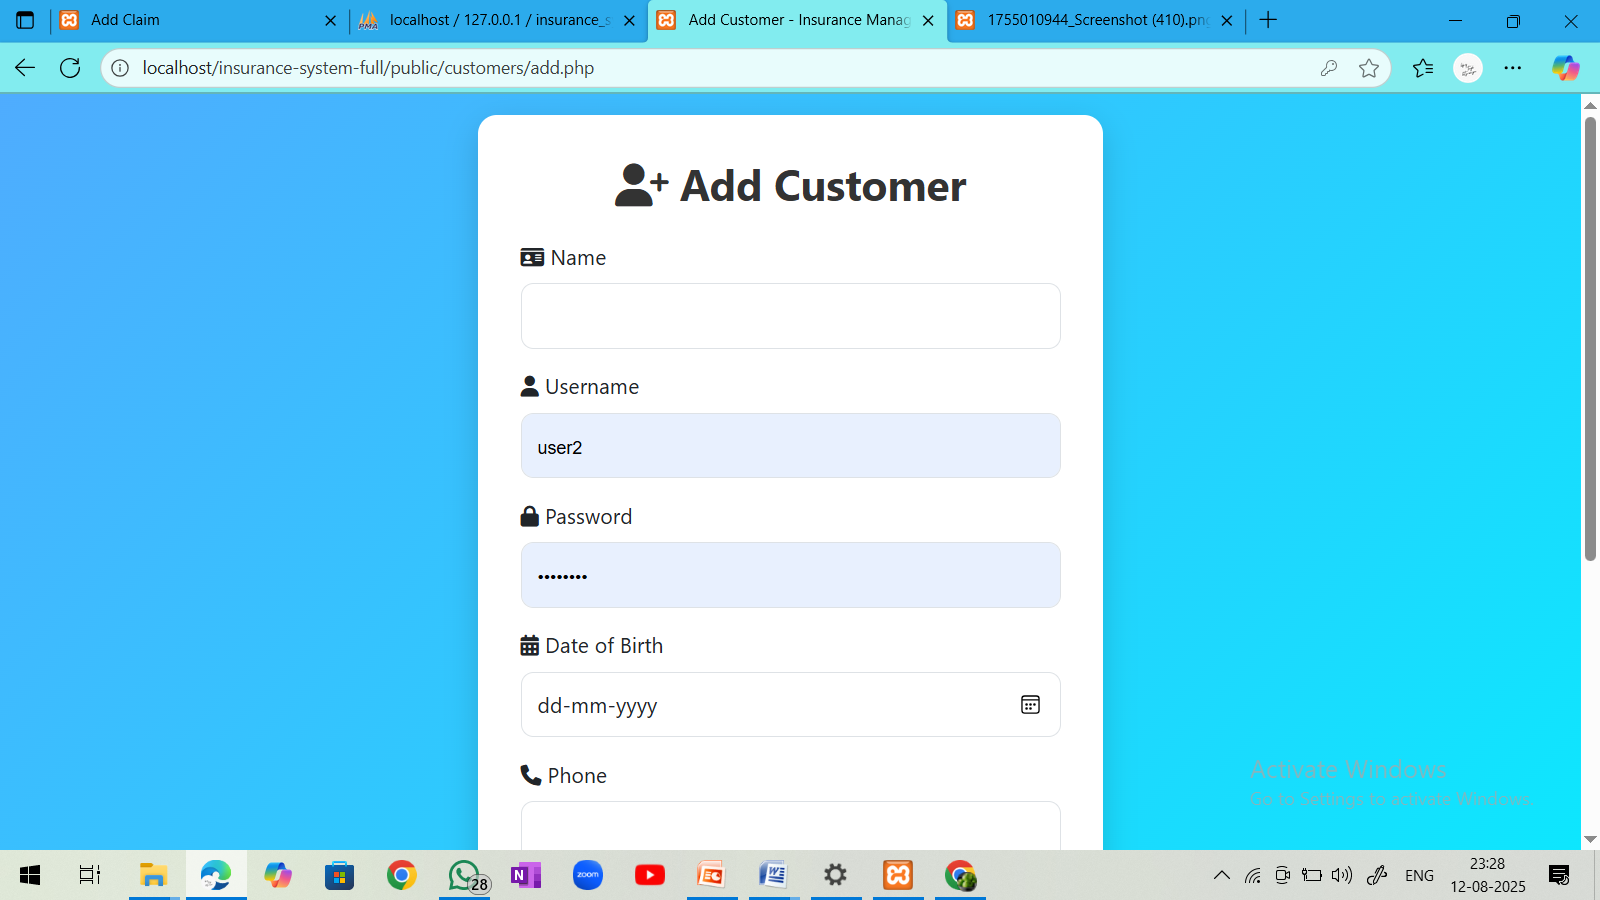 Add Claim
localhost / 127.0.0.1 / insurance_s
Add Customer - Insurance Manag
1755010944_Screenshot (410).png
localhost/insurance-system-full/public/customers/add.php
Add Customer
Name
Username
user2
Password
••••••••
Date of Birth
dd-mm-yyyy
Phone
Activate Windows
Go to Settings to activate Windows.
28
zoom
ENG
23:28
12-08-2025